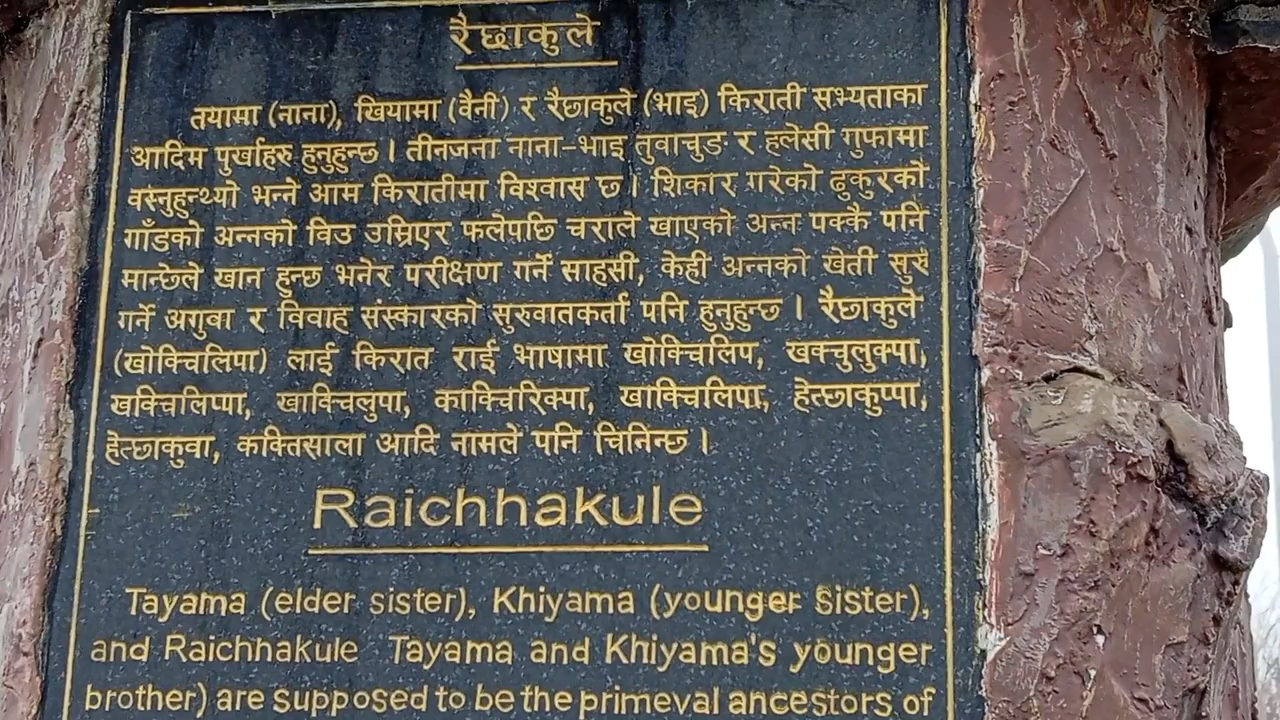 रैछाकुले
तयामा (नाना), खियामा (वैनी) र रैछाकुले (भाइ) किराती सभ्यताका
आदिम पुर्खाहरु हुनुहुन्छ । तीनजना नाना-भाइ तुवाचुङ र हलेसी गुफामा
वस्नुहुन्थ्यो भन्ने आम किरातीमा विश्वास छ । शिकार गरेको ढुकुरको
गाँडको अन्नको विउ उम्रिएर फलेपछि चराले खाएको अन्न पक्कै पनि
मान्छेले खान हुन्छ भनेर परीक्षण गर्ने साहसी, केही अन्नको खेती सुरु
गर्ने अगुवा र विवाह संस्कारको सुरुवातकर्ता पनि हुनुहुन्छ । रैछाकुले
(खोक्चिलिपा) लाई किरात राई भाषामा खोक्चिलिप, खक्चुलुक्पा,
खक्चिलिप्पा, खाक्चिलुपा, काक्चिरिक्पा, खाक्चिलिपा, हेत्छाकुप्पा,
हेत्छाकुवा, कक्तिसाला आदि नामले पनि चिनिन्छ ।
Raichhakule
Tayama (elder sister), Khiyama (younger Sister),
and Raichhakule Tayama and Khiyama's younger
brother) are supposed to be the primeval ancestors of